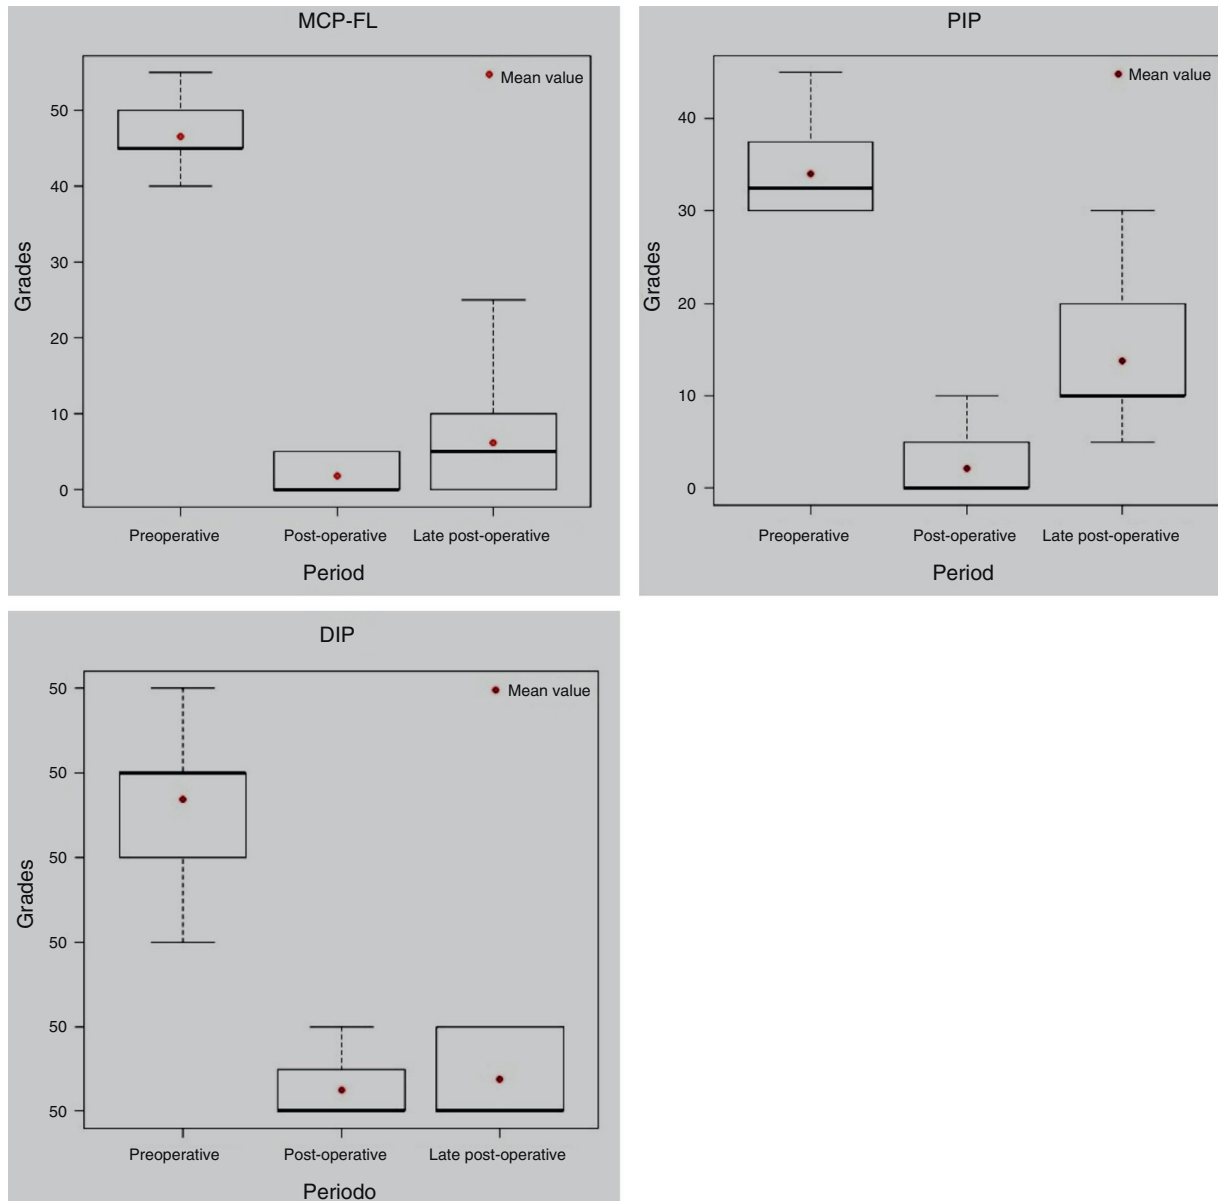 MCP-FL
Mean value
Grades
50
40
30
20
10
0
Preoperative Post-operative Late post-operative
Period
PIP
Mean value
Grades
40
30
20
10
0
Preoperative Post-operative Late post-operative
Period
DIP
Mean value
Grades
50
50
50
50
50
50
Preoperative Post-operative Late post-operative
Periodo